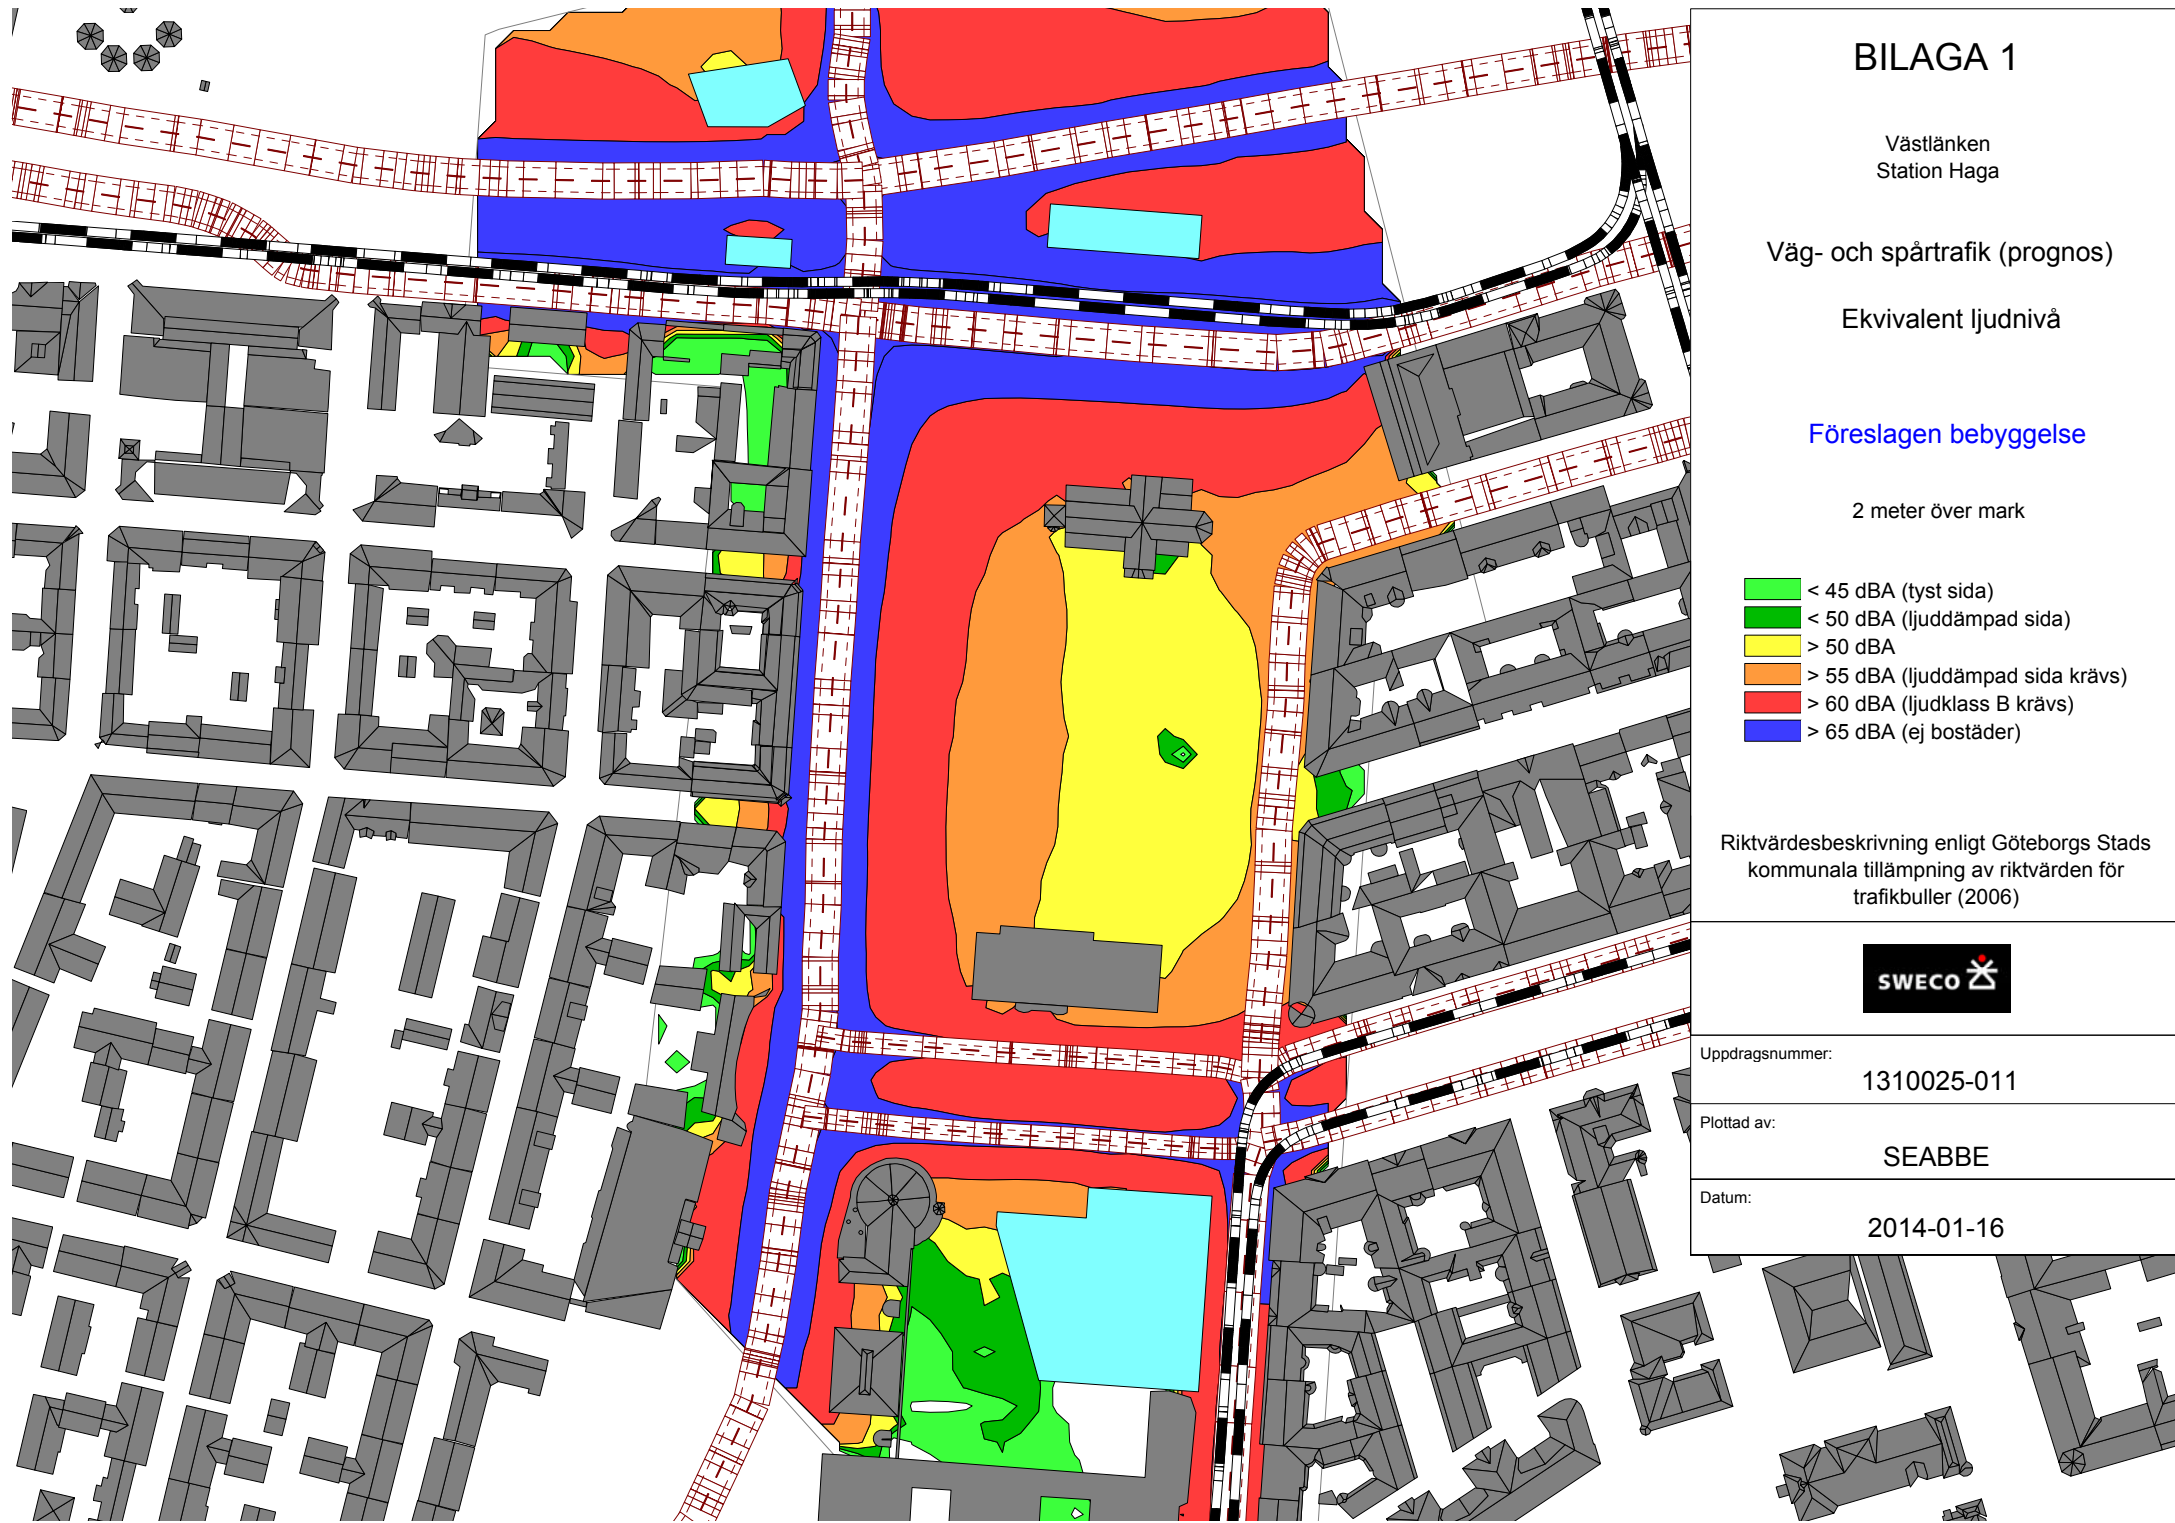 BILAGA 1
Västlänken
Station Haga
Väg- och spårtrafik (prognos)
Ekvivalent ljudnivå
Föreslagen bebyggelse
2 meter över mark
< 45 dBA (tyst sida)
< 50 dBA (ljuddämpad sida)
> 50 dBA
> 55 dBA (ljuddämpad sida krävs)
> 60 dBA (ljudklass B krävs)
> 65 dBA (ej bostäder)
Riktvärdesbeskrivning enligt Göteborgs Stads
kommunala tillämpning av riktvärden för
trafikbuller (2006)
SWECO
Uppdragsnummer:
1310025-011
Plottad av:
SEABBE
Datum:
2014-01-16